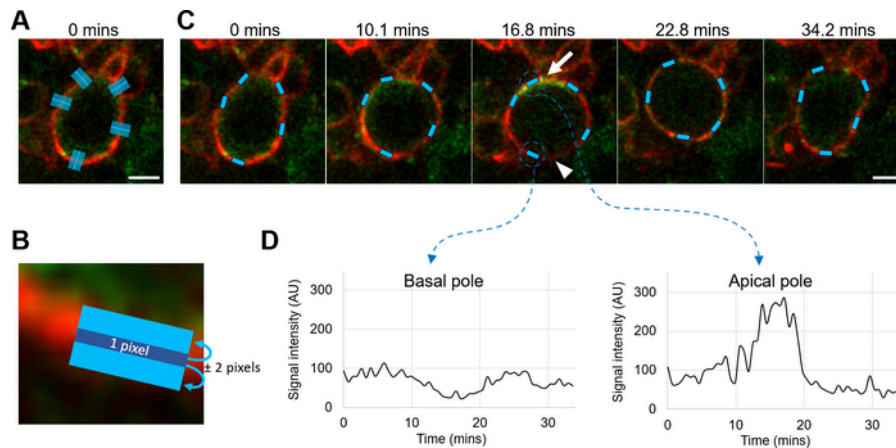 A
0 mins
C
0 mins
10.1 mins
16.8 mins
22.8 mins
34.2 mins
B
1 pixel
± 2 pixels
D
Basal pole
Signal intensity (AU)
300
200
100
0
0
10
20
30
Time (mins)
Apical pole
Signal intensity (AU)
300
200
100
0
0
10
20
30
Time (mins)